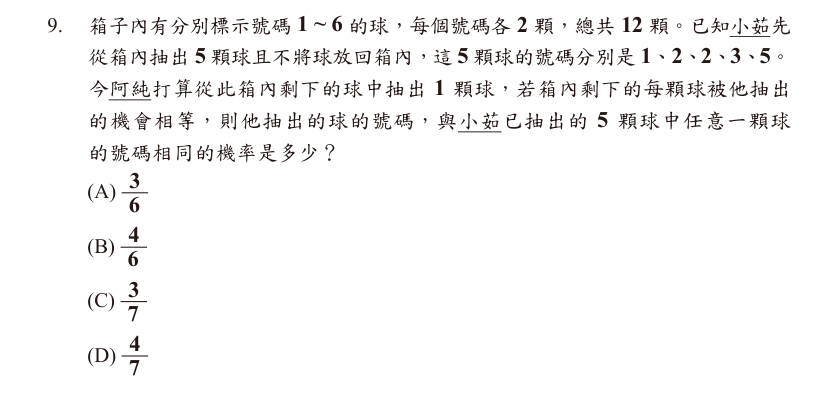 9. 箱子內有分別標示號碼 1 ~ 6 的球，每個號碼各 2 顆，總共 12 顆。已知小茹先
從箱內抽出 5 顆球且不將球放回箱內，這 5 顆球的號碼分別是 1、2、2、3、5。
今阿純打算從此箱內剩下的球中抽出 1 顆球，若箱內剩下的每顆球被他抽出
的機會相等，則他抽出的球的號碼，與小茹已抽出的 5 顆球中任意一顆球
的號碼相同的機率是多少？
(A) 3/6
(B) 4/6
(C) 3/7
(D) 4/7